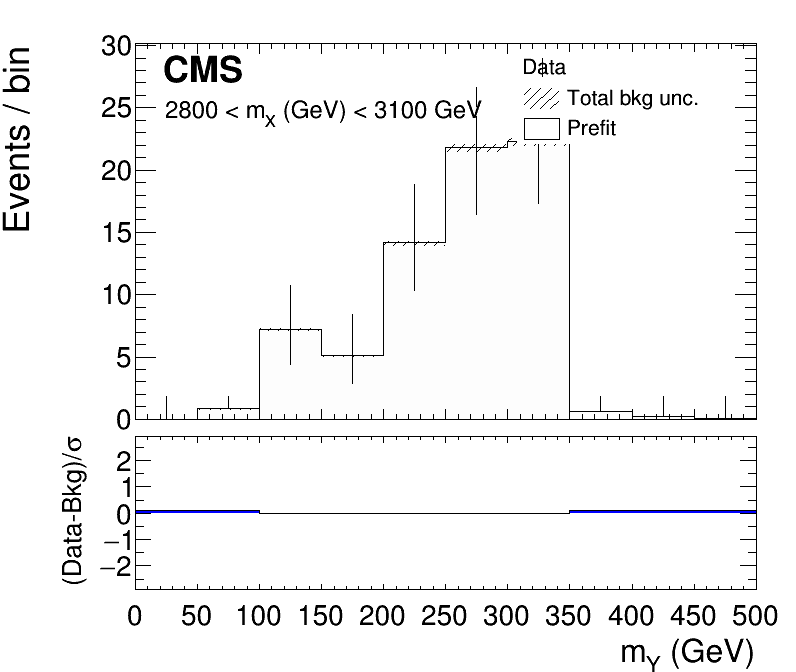 CMS
2800 < mX (GeV) < 3100 GeV
Data
Total bkg unc.
Prefit
Events / bin
30
25
20
15
10
5
0
(Data-Bkg)/σ
2
1
0
−1
−2
0 50 100 150 200 250 300 350 400 450 500
mY (GeV)